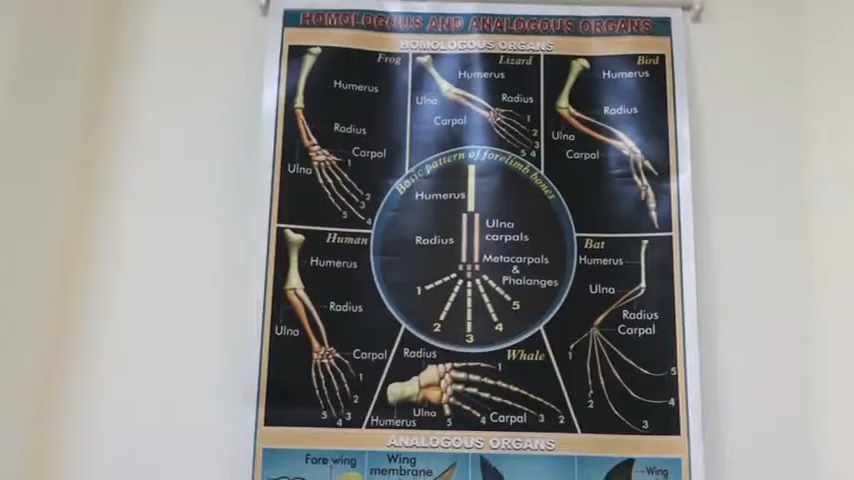 HOMOLOGOUS AND ANALOGOUS ORGANS
HOMOLOGOUS ORGANS
Frog
Humerus
Radius
Carpal
Ulna
1
2
3
5
4
Lizard
Humerus
Ulna
Radius
Carpal
1
2
3
5 4
Bird
Humerus
Radius
Ulna
Carpal
Basic pattern of forelimb bones
Humerus
Ulna
carpals
Radius
Metacarpals
&
Phalanges
1
2
3
4
5
Human
Humerus
Radius
Ulna
Carpal
1
2
3
5
4
Bat
Humerus
Ulna
Radius
Carpal
1
2
3
4
5
Whale
Radius
1
Humerus
Ulna
5
4
Carpal
3
2
ANALOGOUS ORGANS
Fore wing
Wing
membrane
Wing